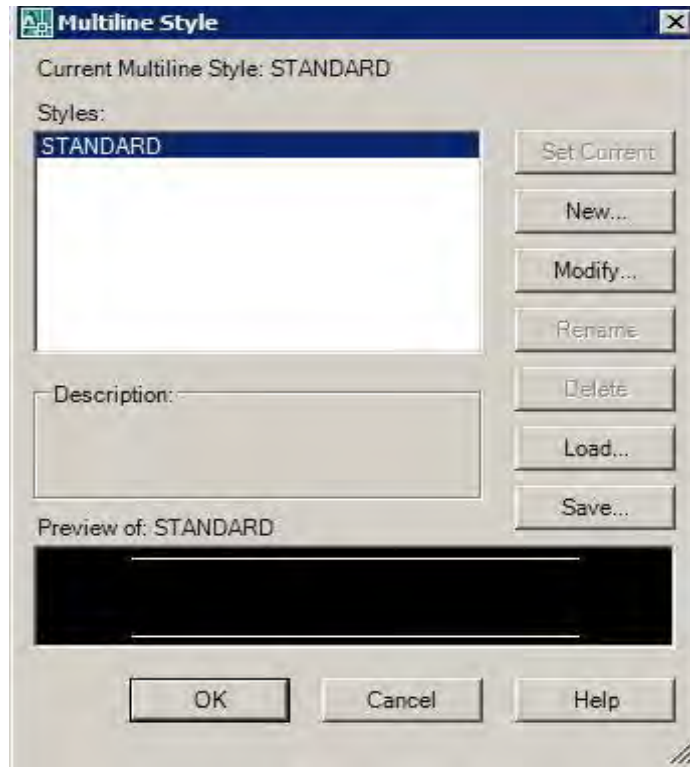 Multiline Style
Current Multiline Style: STANDARD
Styles:
STANDARD
Set Current
New...
Modify...
Rename
Delete
Load...
Save...
Description:
Preview of: STANDARD
OK
Cancel
Help